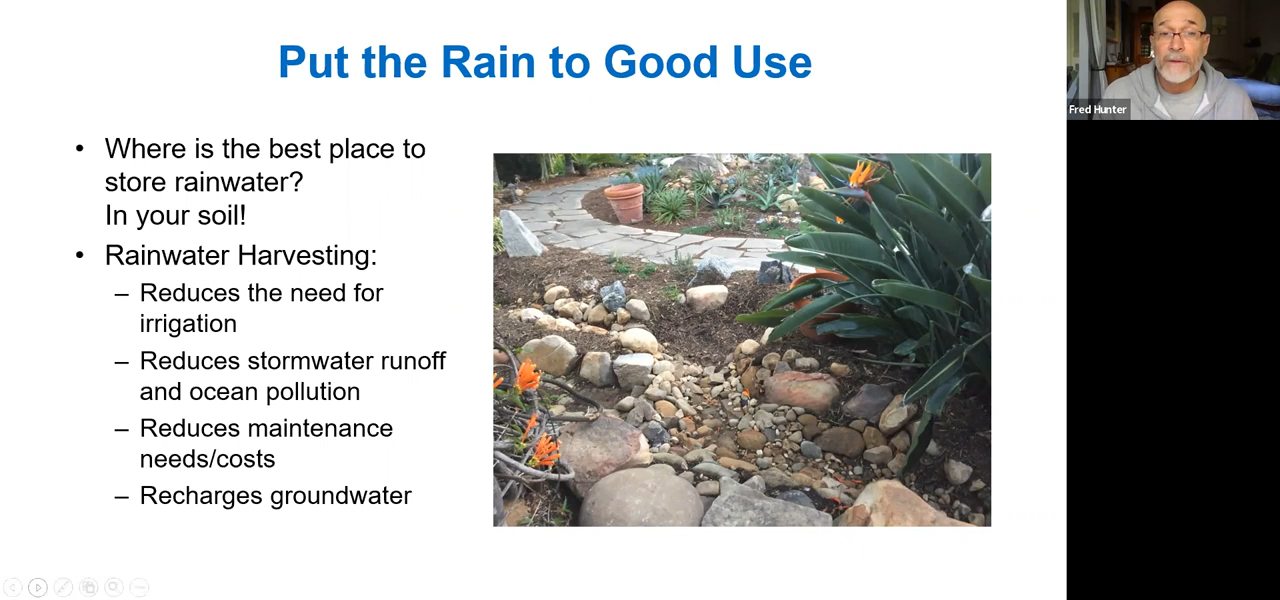 Put the Rain to Good Use
Fred Hunter
• Where is the best place to
store rainwater?
In your soil!
• Rainwater Harvesting:
– Reduces the need for
irrigation
– Reduces stormwater runoff
and ocean pollution
– Reduces maintenance
needs/costs
– Recharges groundwater